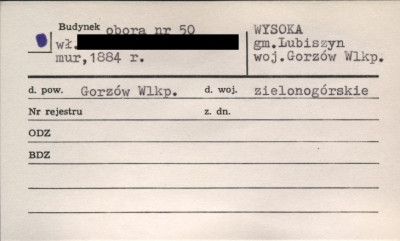 Budynek obora nr 50
wł.
mur, 1884 r.
WYSOKA
gm. Lubiszyn
woj. Gorzów Wlkp.
d. pow. Gorzów Wlkp. d. woj. zielonogórskie
Nr rejestru z. dn.
ODZ
BDZ